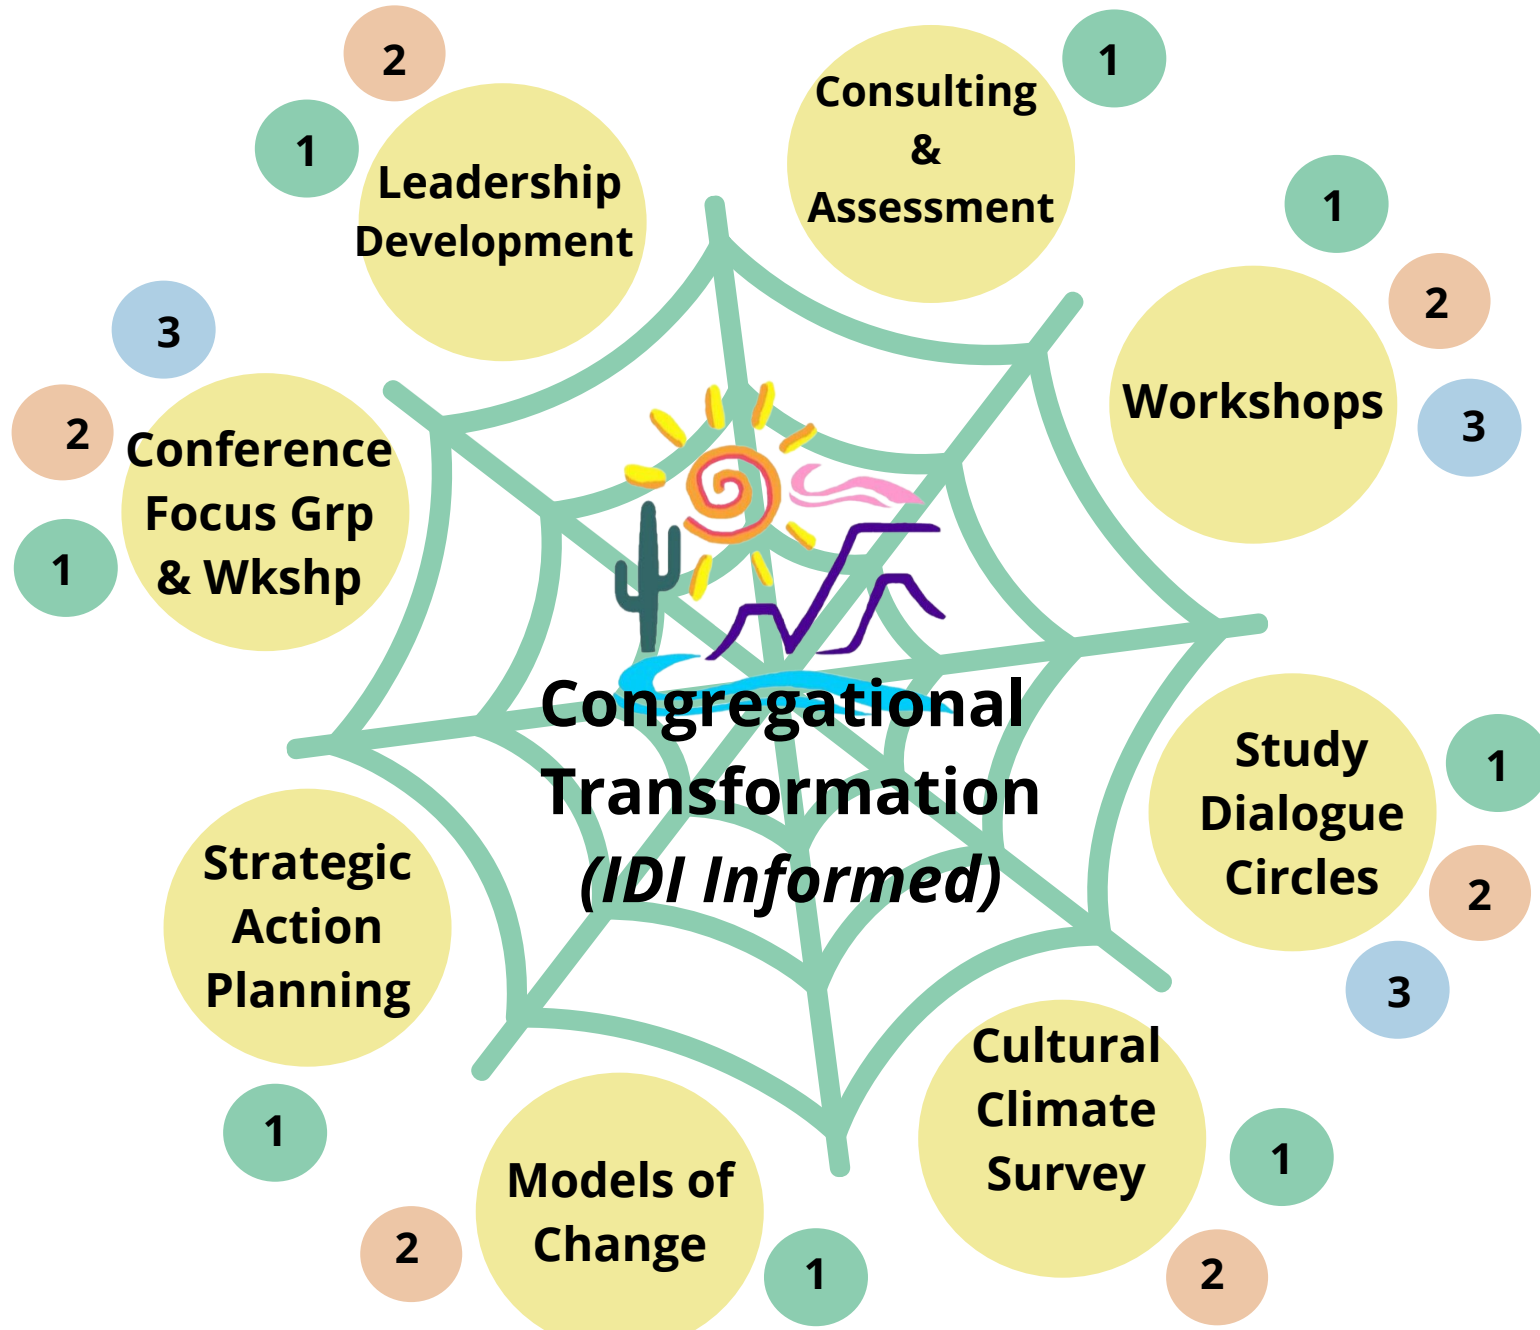 2
1
Leadership
Development
1
Consulting
&
Assessment
1
2
3
Workshops
3
2
1
Conference
Focus Grp
& Wkshp
Congregational
Transformation
(IDI Informed)
Study
Dialogue
Circles
1
2
3
Strategic
Action
Planning
1
Cultural
Climate
Survey
1
2
Models of
Change
2
1